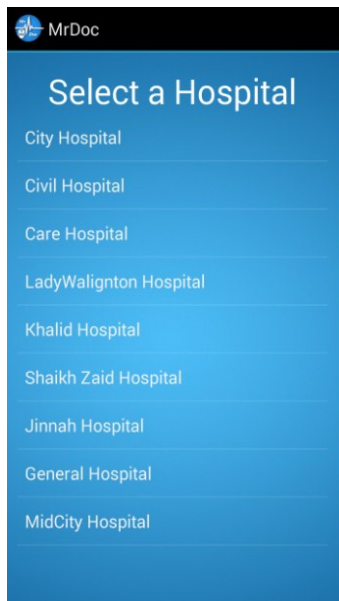 MrDoc
Select a Hospital
City Hospital
Civil Hospital
Care Hospital
LadyWalignton Hospital
Khalid Hospital
Shaikh Zaid Hospital
Jinnah Hospital
General Hospital
MidCity Hospital